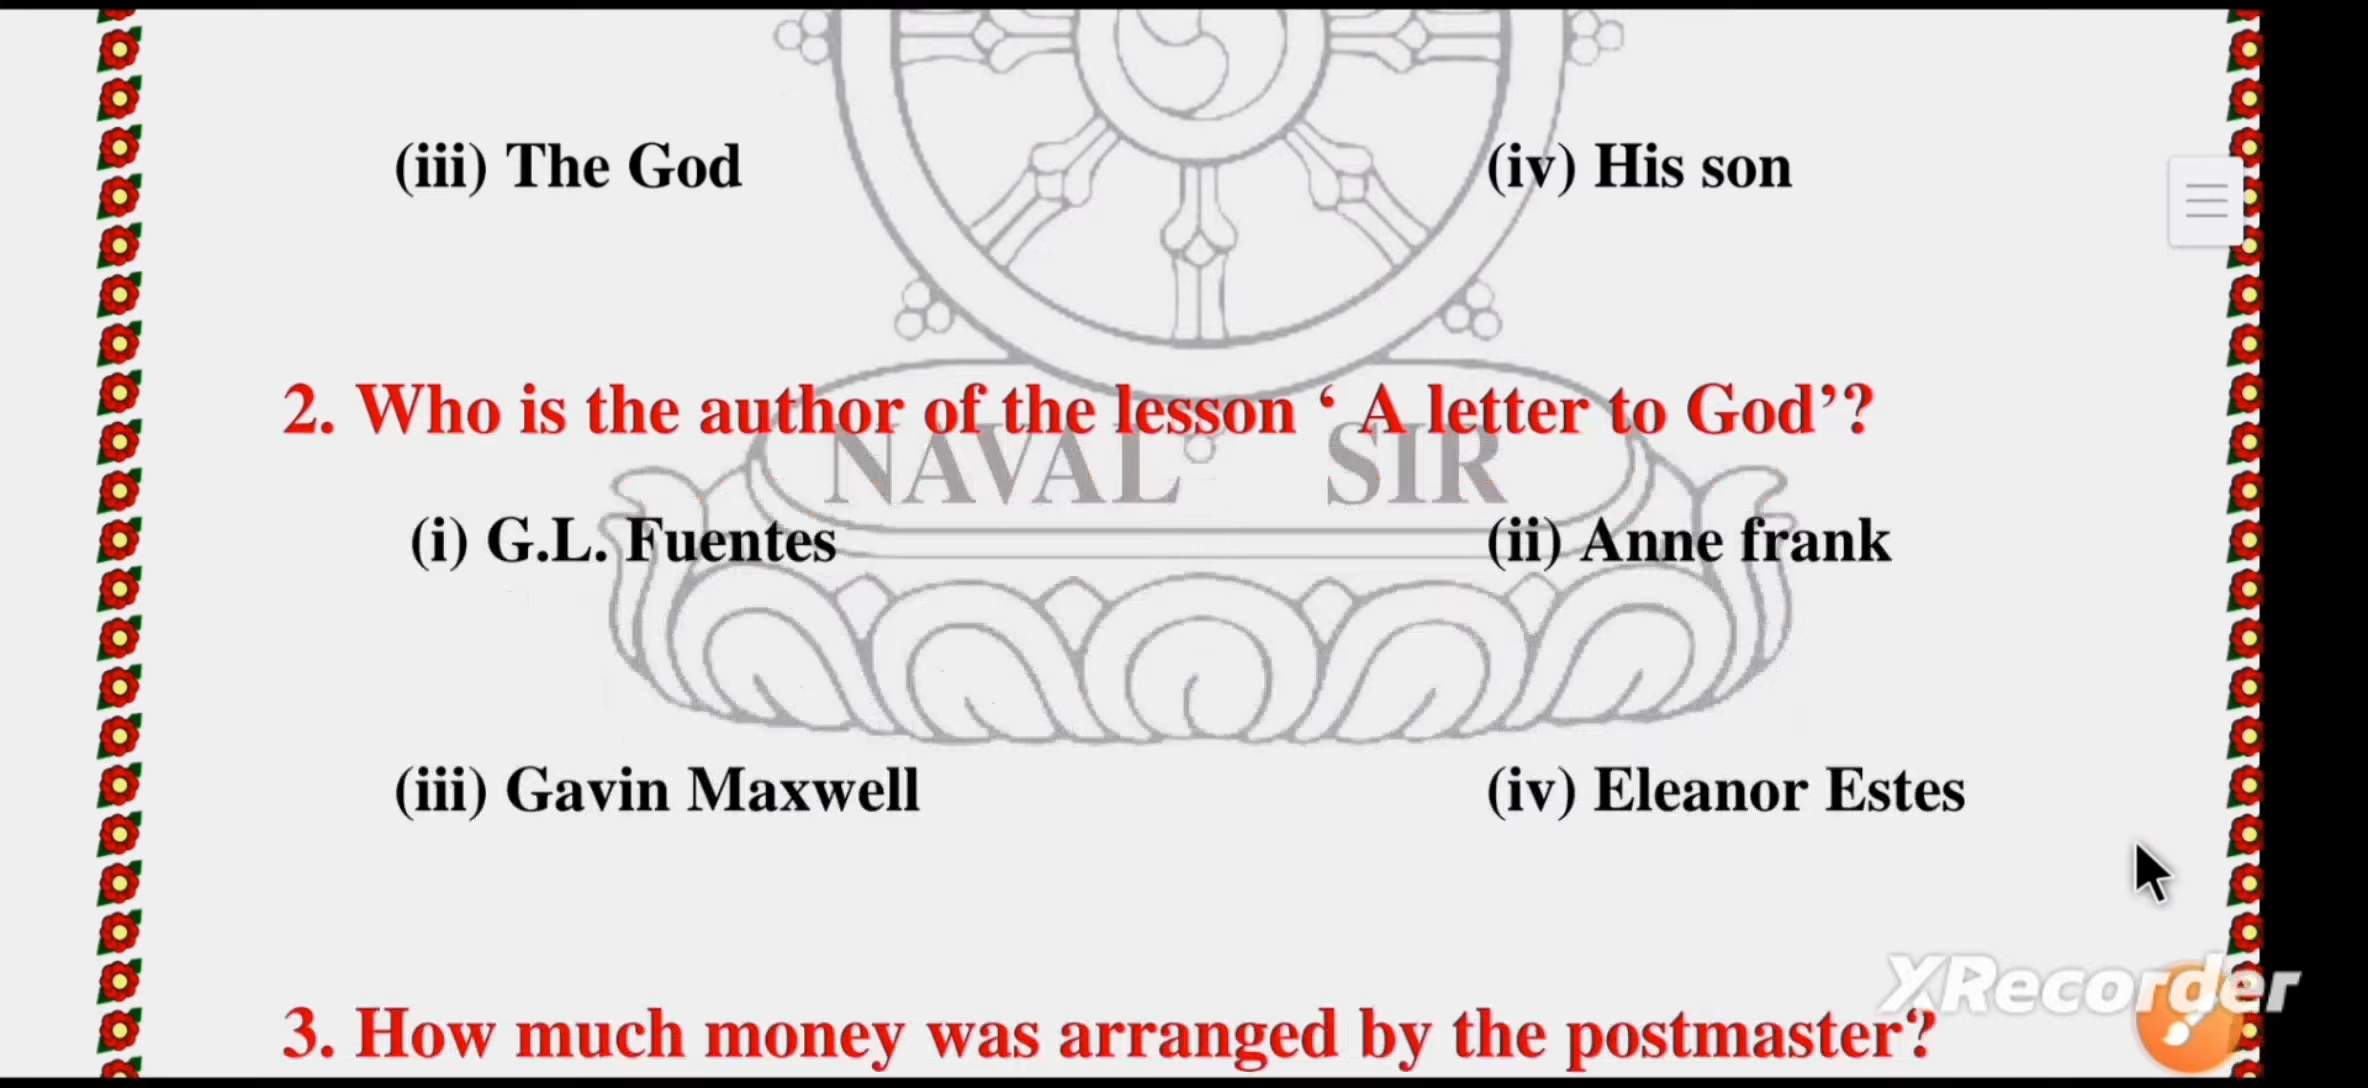 (iii) The God (iv) His son
2. Who is the author of the lesson ‘ A letter to God’?
NAVAL SIR
(i) G.L. Fuentes (ii) Anne frank
(iii) Gavin Maxwell (iv) Eleanor Estes
XRecorder
3. How much money was arranged by the postmaster?